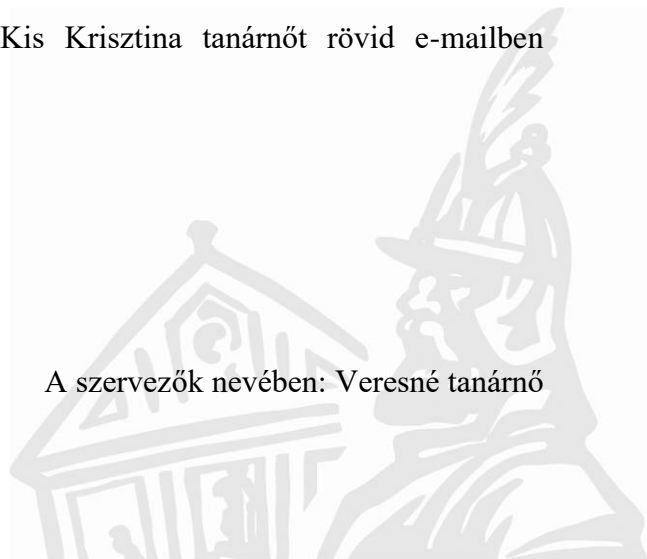 Kis Krisztina tanárnőt rövid e-mailben
A szervezők nevében: Veresné tanárnő